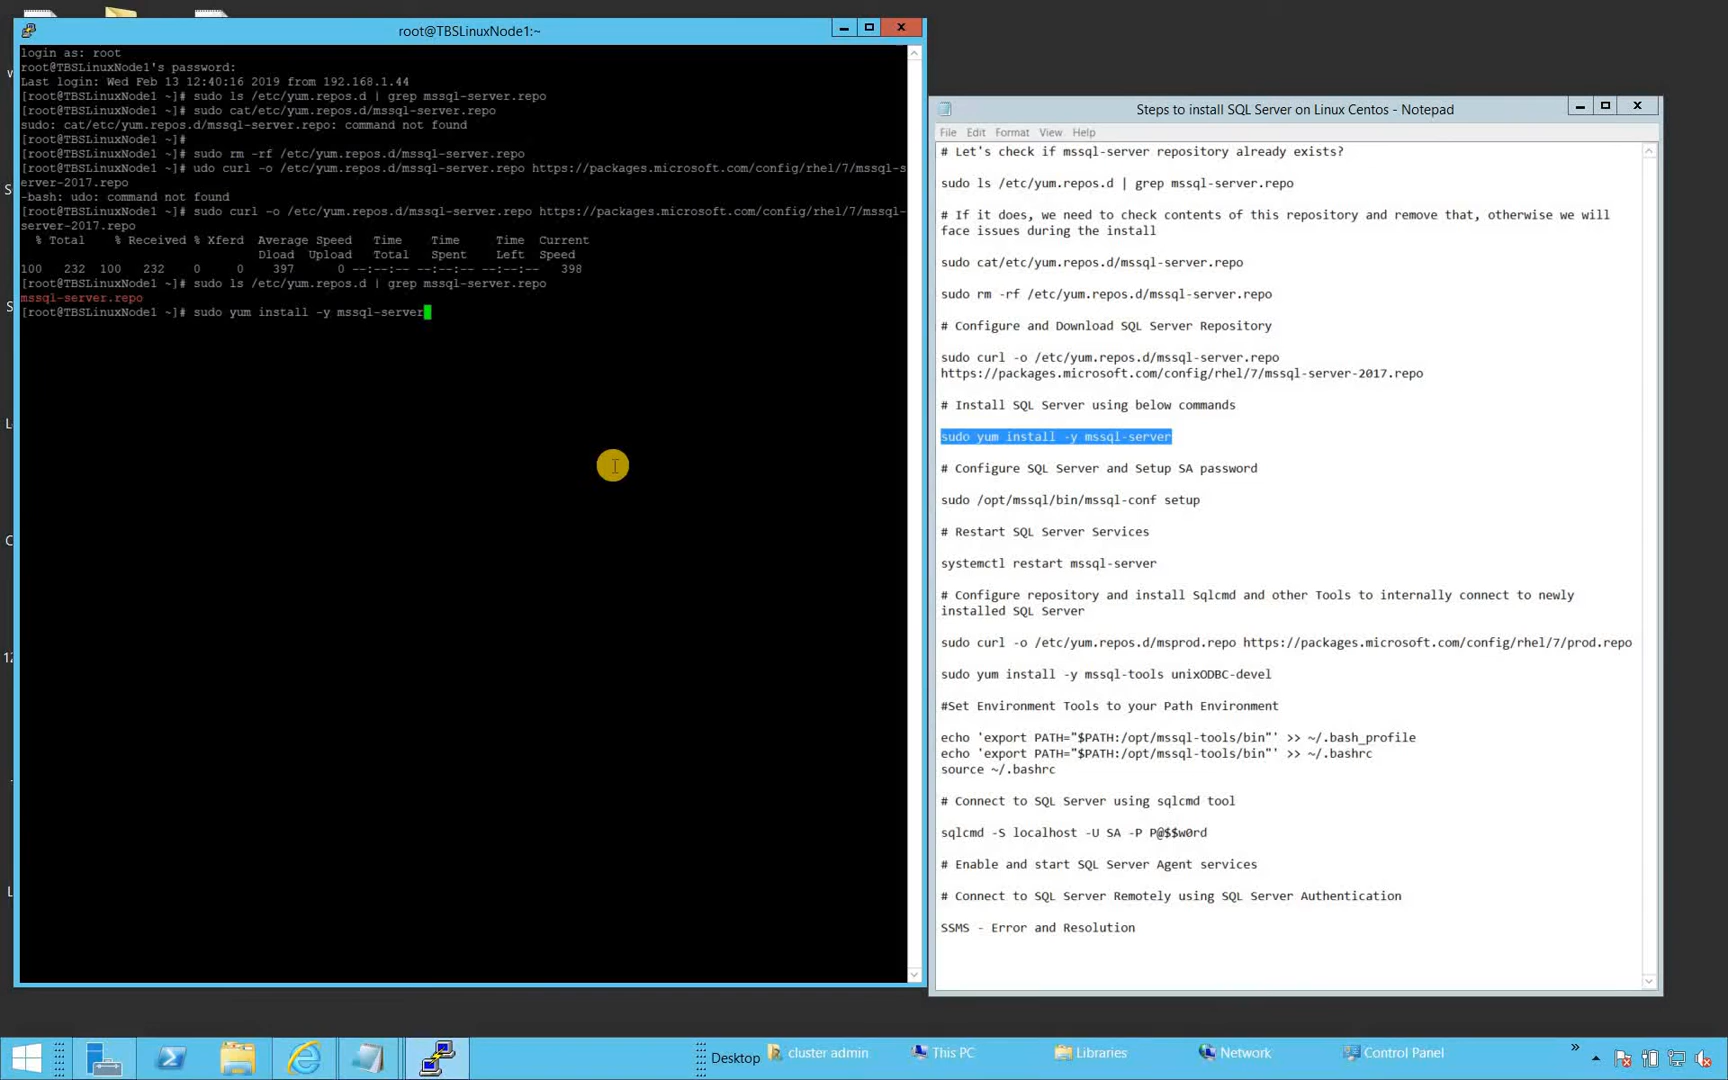 root@TBSLinuxNode1:~
login as: root
root@TBSLinuxNode1's password:
Last login: Wed Feb 13 12:40:16 2019 from 192.168.1.44
[root@TBSLinuxNode1 ~]# sudo ls /etc/yum.repos.d | grep mssql-server.repo
[root@TBSLinuxNode1 ~]# sudo cat/etc/yum.repos.d/mssql-server.repo
sudo: cat/etc/yum.repos.d/mssql-server.repo: command not found
[root@TBSLinuxNode1 ~]#
[root@TBSLinuxNode1 ~]# sudo rm -rf /etc/yum.repos.d/mssql-server.repo
[root@TBSLinuxNode1 ~]# udo curl -o /etc/yum.repos.d/mssql-server.repo https://packages.microsoft.com/config/rhel/7/mssql-s
erver-2017.repo
-bash: udo: command not found
[root@TBSLinuxNode1 ~]# sudo curl -o /etc/yum.repos.d/mssql-server.repo https://packages.microsoft.com/config/rhel/7/mssql-
server-2017.repo
% Total % Received % Xferd Average Speed Time Time Time Current
Dload Upload Total Spent Left Speed
100 232 100 232 0 0 397 0 --:--:-- --:--:-- --:--:-- 398
[root@TBSLinuxNode1 ~]# sudo ls /etc/yum.repos.d | grep mssql-server.repo
mssql-server.repo
[root@TBSLinuxNode1 ~]# sudo yum install -y mssql-server
Steps to install SQL Server on Linux Centos - Notepad
File Edit Format View Help
# Let's check if mssql-server repository already exists?
sudo ls /etc/yum.repos.d | grep mssql-server.repo
# If it does, we need to check contents of this repository and remove that, otherwise we will
face issues during the install
sudo cat/etc/yum.repos.d/mssql-server.repo
sudo rm -rf /etc/yum.repos.d/mssql-server.repo
# Configure and Download SQL Server Repository
sudo curl -o /etc/yum.repos.d/mssql-server.repo
https://packages.microsoft.com/config/rhel/7/mssql-server-2017.repo
# Install SQL Server using below commands
sudo yum install -y mssql-server
# Configure SQL Server and Setup SA password
sudo /opt/mssql/bin/mssql-conf setup
# Restart SQL Server Services
systemctl restart mssql-server
# Configure repository and install Sqlcmd and other Tools to internally connect to newly
installed SQL Server
sudo curl -o /etc/yum.repos.d/msprod.repo https://packages.microsoft.com/config/rhel/7/prod.repo
sudo yum install -y mssql-tools unixODBC-devel
#Set Environment Tools to your Path Environment
echo 'export PATH="$PATH:/opt/mssql-tools/bin"' >> ~/.bash_profile
echo 'export PATH="$PATH:/opt/mssql-tools/bin"' >> ~/.bashrc
source ~/.bashrc
# Connect to SQL Server using sqlcmd tool
sqlcmd -S localhost -U SA -P P@$$w0rd
# Enable and start SQL Server Agent services
# Connect to SQL Server Remotely using SQL Server Authentication
SSMS - Error and Resolution
Desktop cluster admin This PC Libraries Network Control Panel